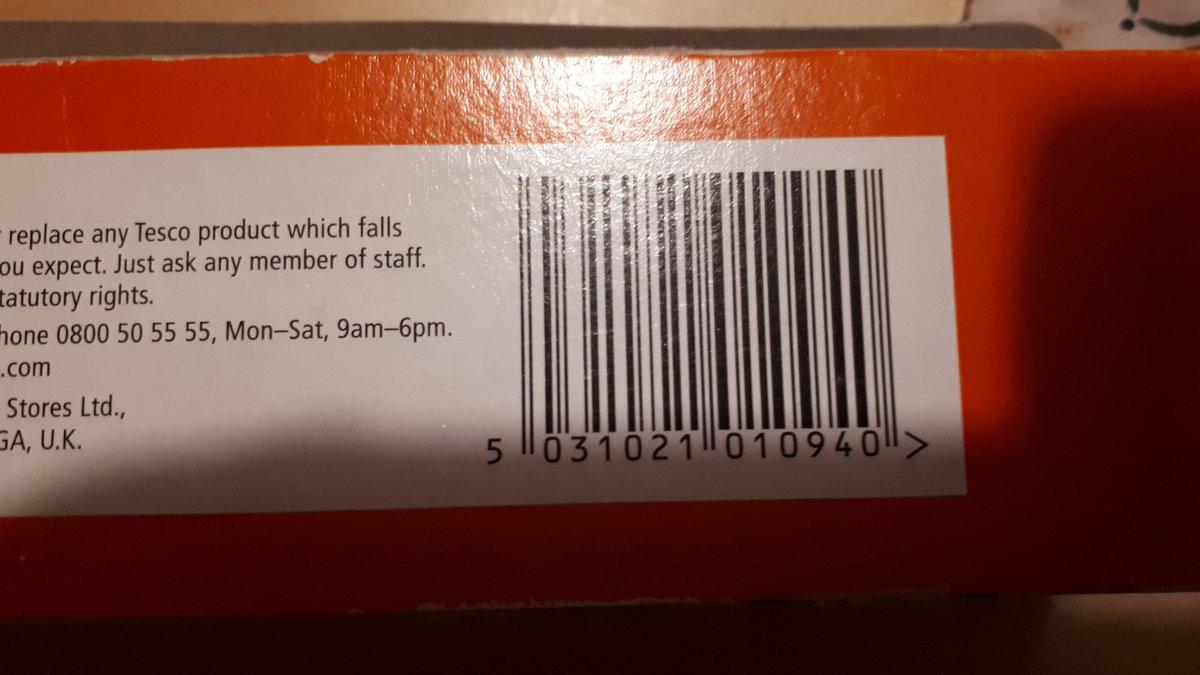 replace any Tesco product which falls
ou expect. Just ask any member of staff.
tatutory rights.
hone 0800 50 55 55, Mon–Sat, 9am–6pm.
.com
Stores Ltd.,
GA, U.K.
5 031021 010940 >